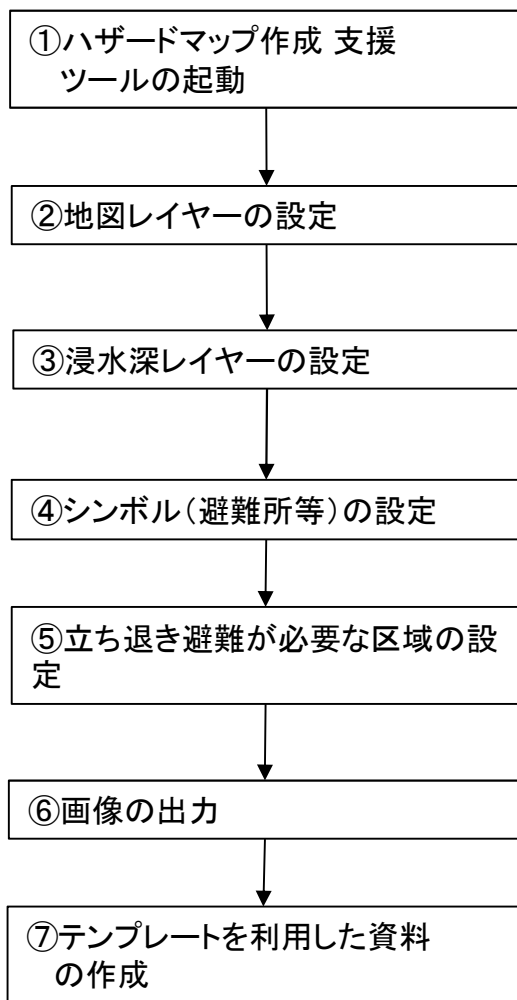 ①ハザードマップ作成 支援
ツールの起動
②地図レイヤーの設定
③浸水深レイヤーの設定
④シンボル（避難所等）の設定
⑤立ち退き避難が必要な区域の設
定
⑥画像の出力
⑦テンプレートを利用した資料
の作成